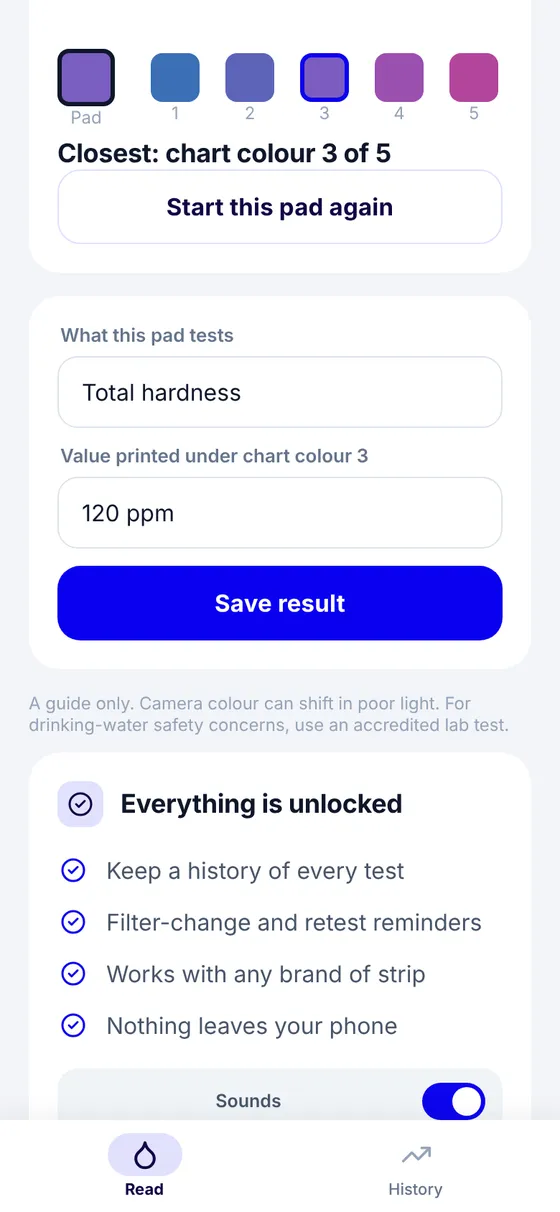 Pad 1 2 3 4 5
Closest: chart colour 3 of 5
Start this pad again
What this pad tests
Total hardness
Value printed under chart colour 3
120 ppm
Save result
A guide only. Camera colour can shift in poor light. For
drinking-water safety concerns, use an accredited lab test.
Everything is unlocked
Keep a history of every test
Filter-change and retest reminders
Works with any brand of strip
Nothing leaves your phone
Sounds
Read History